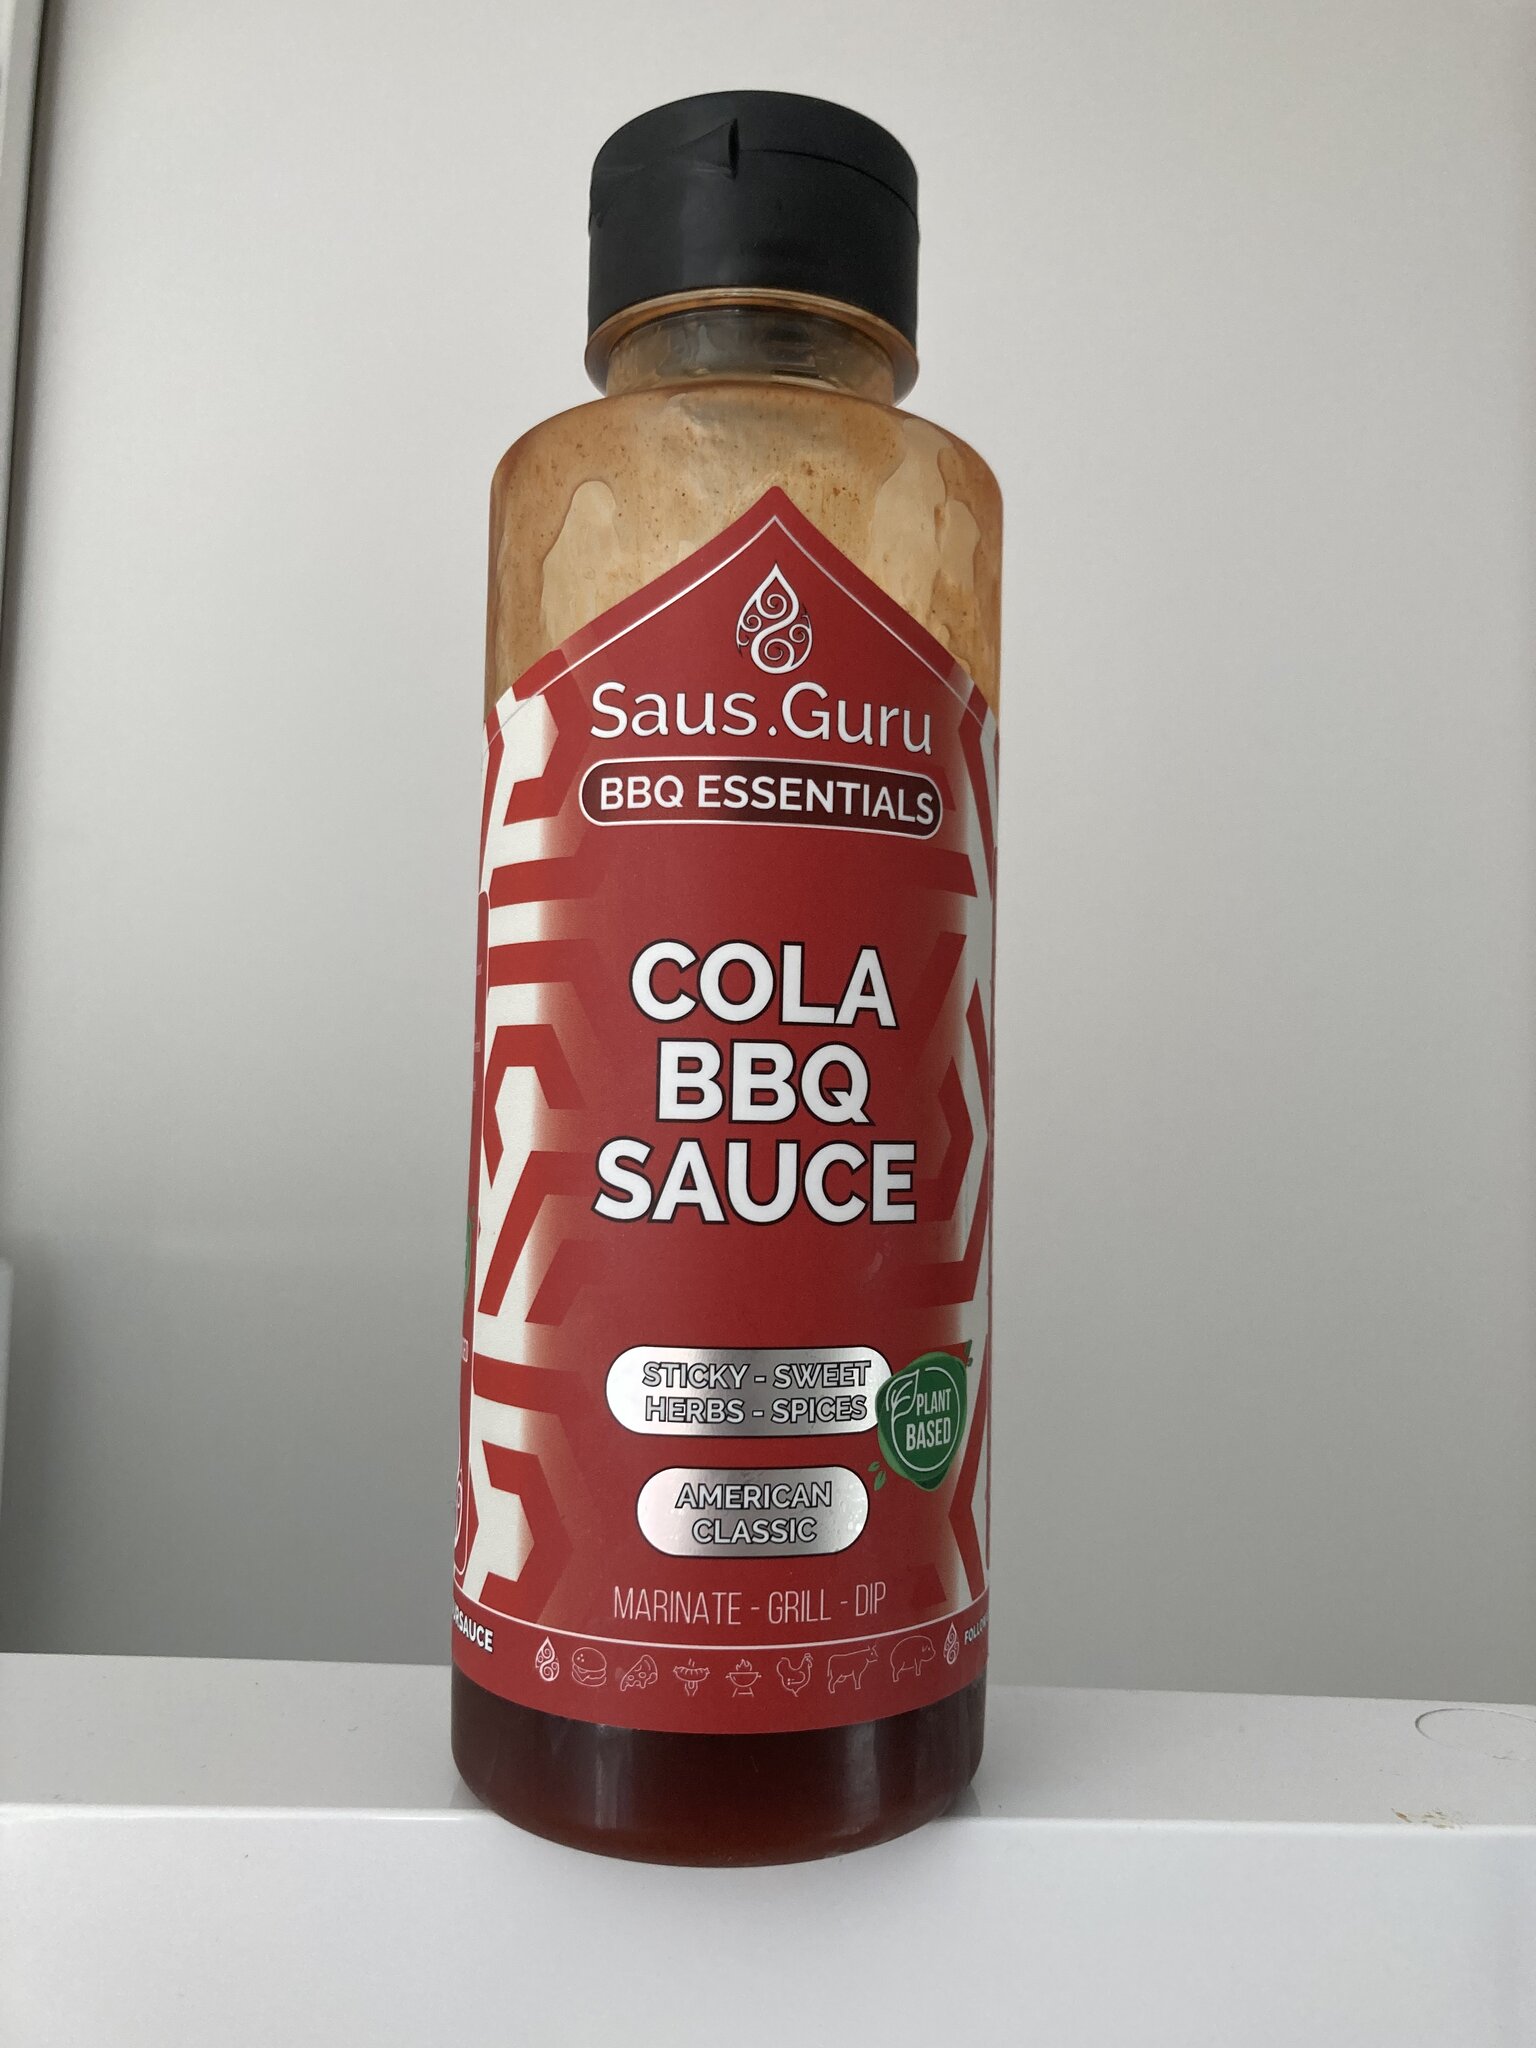 Saus.Guru
BBQ ESSENTIALS
COLA
BBQ
SAUCE
STICKY - SWEET
HERBS - SPICES
PLANT
BASED
AMERICAN
CLASSIC
MARINATE - GRILL - DIP